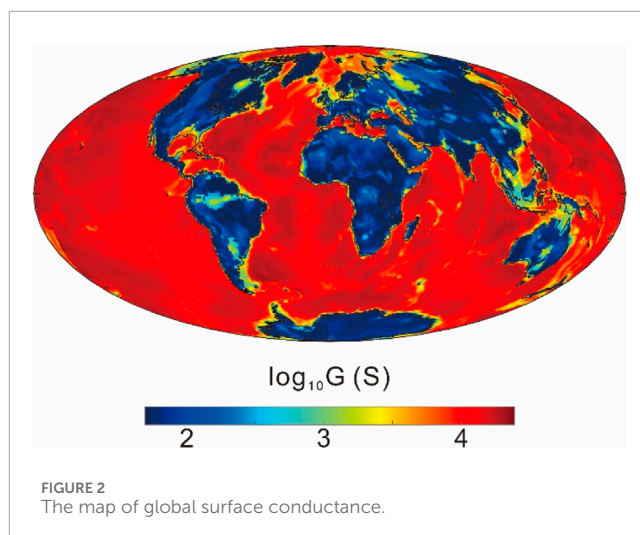 log₁₀G (S)
2 3 4
FIGURE 2
The map of global surface conductance.